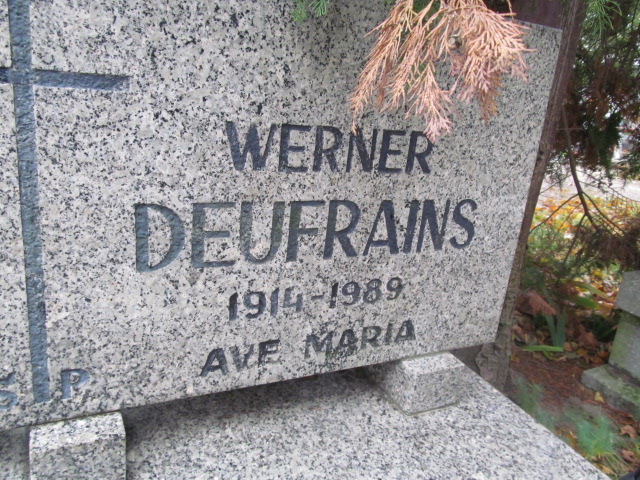 WERNER
DEUFRAINS
1914-1989
AVE MARIA
S P